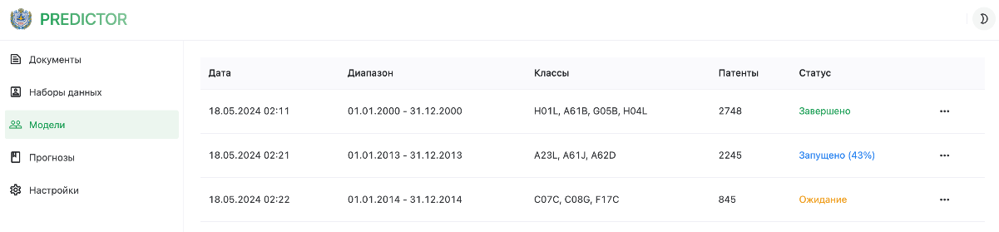 PREDICTOR
Документы
Наборы данных
Модели
Прогнозы
Настройки
Дата Диапазон Классы Патенты Статус
18.05.2024 02:11 01.01.2000 - 31.12.2000 H01L, A61B, G05B, H04L 2748 Завершено
18.05.2024 02:21 01.01.2013 - 31.12.2013 A23L, A61J, A62D 2245 Запущено (43%)
18.05.2024 02:22 01.01.2014 - 31.12.2014 C07C, C08G, F17C 845 Ожидание